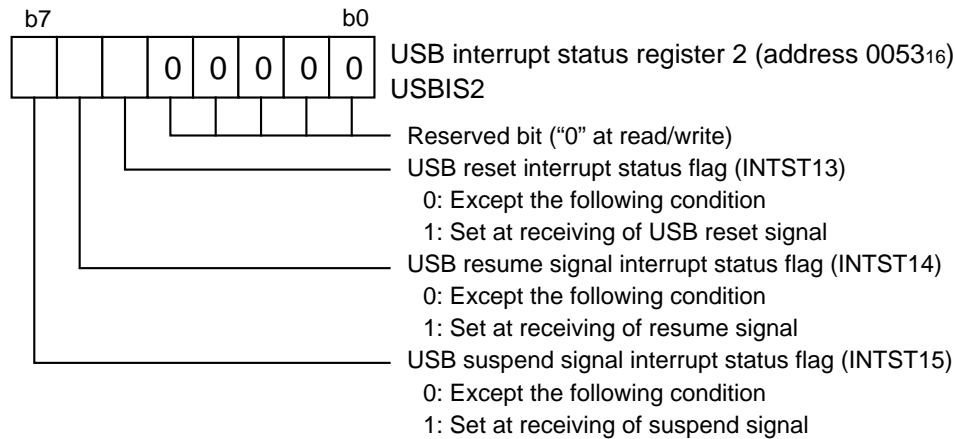 b7 b0
0 0 0 0 0 USB interrupt status register 2 (address 005316)
USBIS2
Reserved bit (“0” at read/write)
USB reset interrupt status flag (INTST13)
0: Except the following condition
1: Set at receiving of USB reset signal
USB resume signal interrupt status flag (INTST14)
0: Except the following condition
1: Set at receiving of resume signal
USB suspend signal interrupt status flag (INTST15)
0: Except the following condition
1: Set at receiving of suspend signal